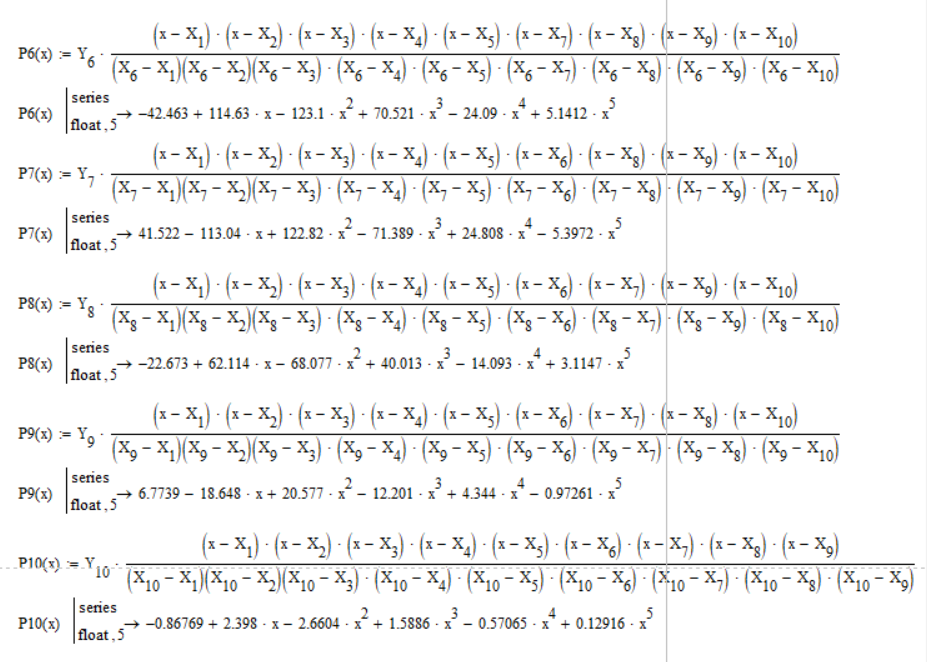 P6(x) := Y₆ · ((x − X₁) · (x − X₂) · (x − X₃) · (x − X₄) · (x − X₅) · (x − X₇) · (x − X₈) · (x − X₉) · (x − X₁₀)) / ((X₆ − X₁)(X₆ − X₂)(X₆ − X₃) · (X₆ − X₄) · (X₆ − X₅) · (X₆ − X₇) · (X₆ − X₈) · (X₆ − X₉) · (X₆ − X₁₀))
P6(x) | series
float , 5 → −42.463 + 114.63 · x − 123.1 · x² + 70.521 · x³ − 24.09 · x⁴ + 5.1412 · x⁵
P7(x) := Y₇ · ((x − X₁) · (x − X₂) · (x − X₃) · (x − X₄) · (x − X₅) · (x − X₆) · (x − X₈) · (x − X₉) · (x − X₁₀)) / ((X₇ − X₁)(X₇ − X₂)(X₇ − X₃) · (X₇ − X₄) · (X₇ − X₅) · (X₇ − X₆) · (X₇ − X₈) · (X₇ − X₉) · (X₇ − X₁₀))
P7(x) | series
float , 5 → 41.522 − 113.04 · x + 122.82 · x² − 71.389 · x³ + 24.808 · x⁴ − 5.3972 · x⁵
P8(x) := Y₈ · ((x − X₁) · (x − X₂) · (x − X₃) · (x − X₄) · (x − X₅) · (x − X₆) · (x − X₇) · (x − X₉) · (x − X₁₀)) / ((X₈ − X₁)(X₈ − X₂)(X₈ − X₃) · (X₈ − X₄) · (X₈ − X₅) · (X₈ − X₆) · (X₈ − X₇) · (X₈ − X₉) · (X₈ − X₁₀))
P8(x) | series
float , 5 → −22.673 + 62.114 · x − 68.077 · x² + 40.013 · x³ − 14.093 · x⁴ + 3.1147 · x⁵
P9(x) := Y₉ · ((x − X₁) · (x − X₂) · (x − X₃) · (x − X₄) · (x − X₅) · (x − X₆) · (x − X₇) · (x − X₈) · (x − X₁₀)) / ((X₉ − X₁)(X₉ − X₂)(X₉ − X₃) · (X₉ − X₄) · (X₉ − X₅) · (X₉ − X₆) · (X₉ − X₇) · (X₉ − X₈) · (X₉ − X₁₀))
P9(x) | series
float , 5 → 6.7739 − 18.648 · x + 20.577 · x² − 12.201 · x³ + 4.344 · x⁴ − 0.97261 · x⁵
P10(x) := Y₁₀ · ((x − X₁) · (x − X₂) · (x − X₃) · (x − X₄) · (x − X₅) · (x − X₆) · (x − X₇) · (x − X₈) · (x − X₉)) / ((X₁₀ − X₁)(X₁₀ − X₂)(X₁₀ − X₃) · (X₁₀ − X₄) · (X₁₀ − X₅) · (X₁₀ − X₆) · (X₁₀ − X₇) · (X₁₀ − X₈) · (X₁₀ − X₉))
P10(x) | series
float , 5 → −0.86769 + 2.398 · x − 2.6604 · x² + 1.5886 · x³ − 0.57065 · x⁴ + 0.12916 · x⁵